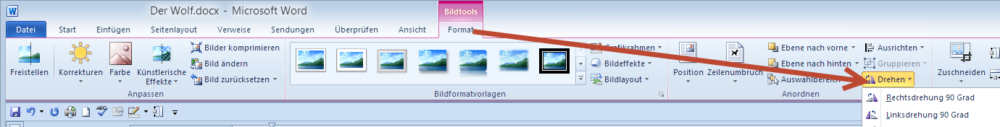 Der Wolf.docx - Microsoft Word
Bildtools
Datei Start Einfügen Seitenlayout Verweise Sendungen Überprüfen Ansicht Format
Freistellen
Korrekturen
Farbe
Künstlerische
Effekte
Bilder komprimieren
Bild ändern
Bild zurücksetzen
Anpassen
Bildformatvorlagen
Grafikrahmen
Bildeffekte
Bildlayout
Position
Zeilenumbruch
Ebene nach vorne
Ebene nach hinten
Auswahlbereich
Ausrichten
Gruppieren
Drehen
Anordnen
Zuschneiden
Rechtsdrehung 90 Grad
Linksdrehung 90 Grad